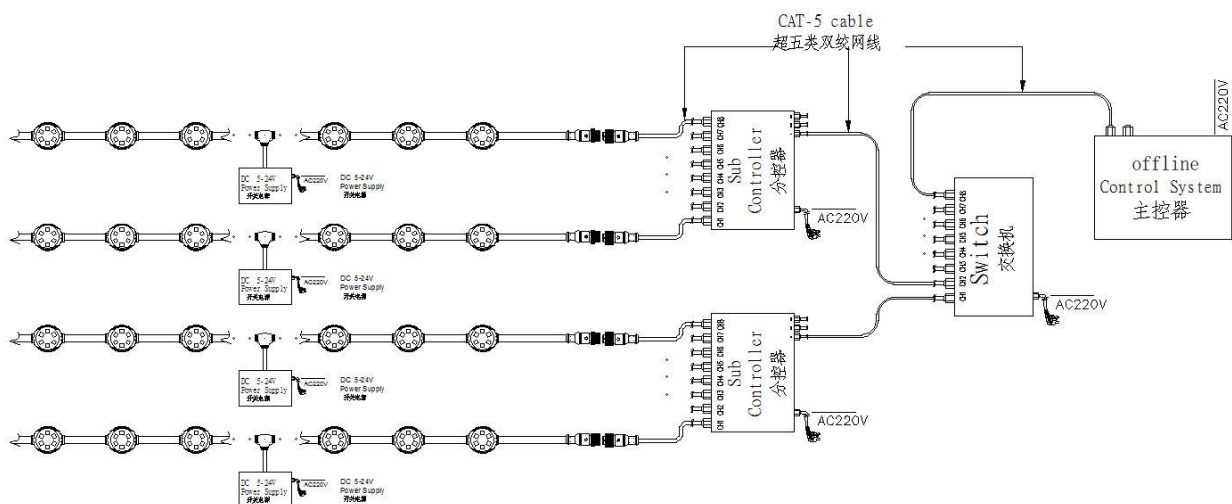 CAT-5 cable
超五类双绞网线
AC220V
offline
Control System
主控器
CH8
CH7
CH6
CH5
CH4
CH3
CH2
CH1
Sub
Controller
分控器
AC220V
CH8
CH7
CH6
CH5
CH4
CH3
CH2
CH1
Switch
交换机
AC220V
CH8
CH7
CH6
CH5
CH4
CH3
CH2
CH1
Sub
Controller
分控器
AC220V
DC 5-24V
Power Supply
开关电源
AC220V
DC 5-24V
Power Supply
开关电源
DC 5-24V
Power Supply
开关电源
AC220V
DC 5-24V
Power Supply
开关电源
DC 5-24V
Power Supply
开关电源
AC220V
DC 5-24V
Power Supply
开关电源
DC 5-24V
Power Supply
开关电源
AC220V
DC 5-24V
Power Supply
开关电源